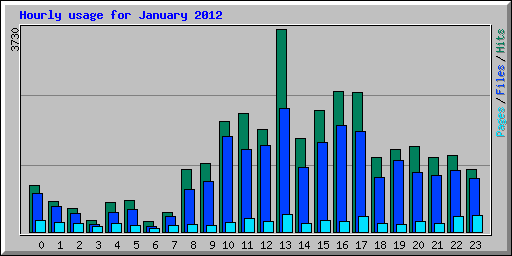 Hourly usage for January 2012
3730
Pages/Files/Hits
0 1 2 3 4 5 6 7 8 9 10 11 12 13 14 15 16 17 18 19 20 21 22 23